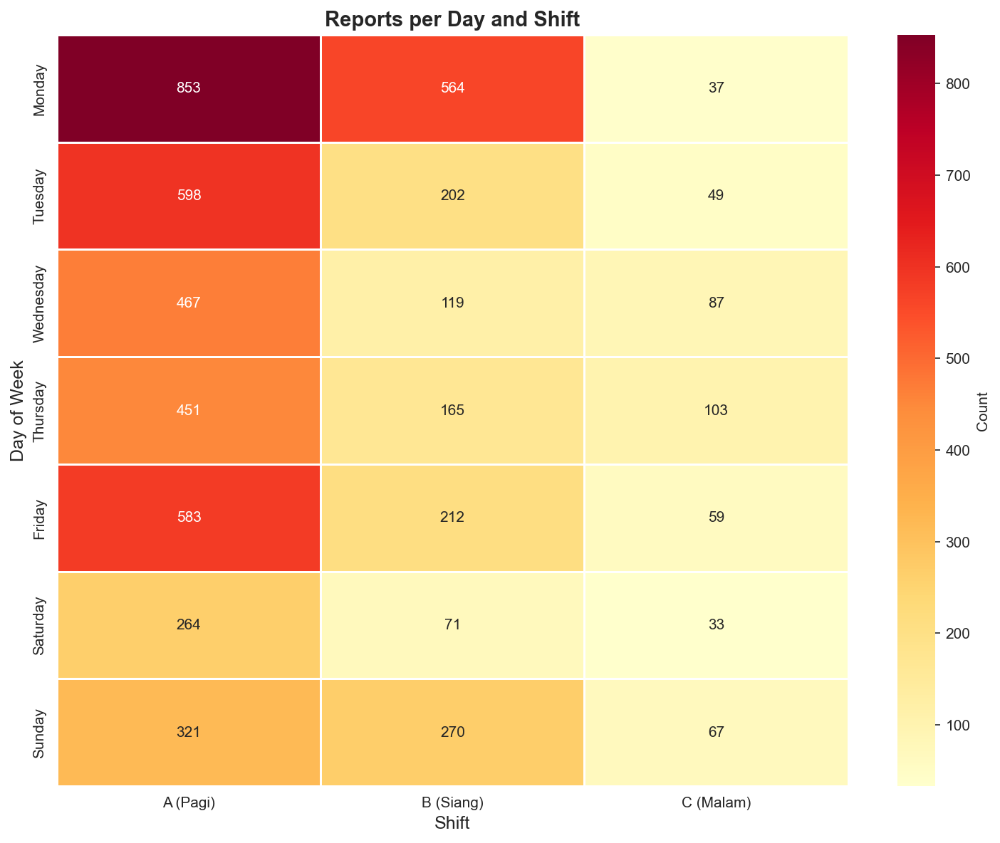 Reports per Day and Shift
Day of Week
Monday 853 564 37
Tuesday 598 202 49
Wednesday 467 119 87
Thursday 451 165 103
Friday 583 212 59
Saturday 264 71 33
Sunday 321 270 67
A (Pagi) B (Siang) C (Malam)
Shift
800
700
600
500
400
300
200
100
Count